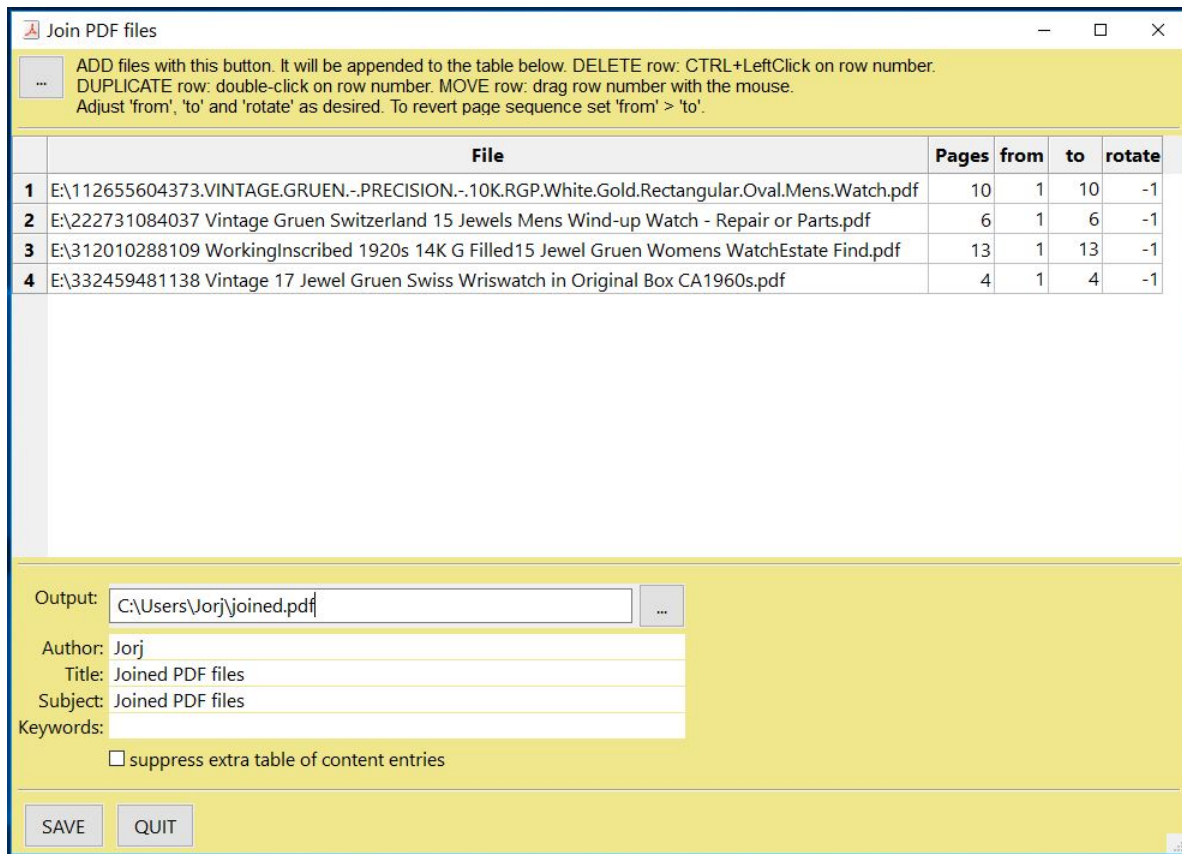 Join PDF files
... ADD files with this button. It will be appended to the table below. DELETE row: CTRL+LeftClick on row number.
DUPLICATE row: double-click on row number. MOVE row: drag row number with the mouse.
Adjust 'from', 'to' and 'rotate' as desired. To revert page sequence set 'from' > 'to'.
File Pages from to rotate
1 E:\112655604373.VINTAGE.GRUEN.-.PRECISION.-.10K.RGP.White.Gold.Rectangular.Oval.Mens.Watch.pdf 10 1 10 -1
2 E:\222731084037 Vintage Gruen Switzerland 15 Jewels Mens Wind-up Watch - Repair or Parts.pdf 6 1 6 -1
3 E:\312010288109 WorkingInscribed 1920s 14K G Filled15 Jewel Gruen Womens WatchEstate Find.pdf 13 1 13 -1
4 E:\332459481138 Vintage 17 Jewel Gruen Swiss Wriswatch in Original Box CA1960s.pdf 4 1 4 -1
Output: C:\Users\Jorj\joined.pdf ...
Author: Jorj
Title: Joined PDF files
Subject: Joined PDF files
Keywords:
suppress extra table of content entries
SAVE QUIT